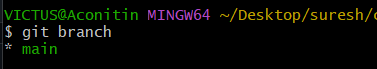 VICTUS@Aconitin MINGW64 ~/Desktop/suresh/
$ git branch
* main